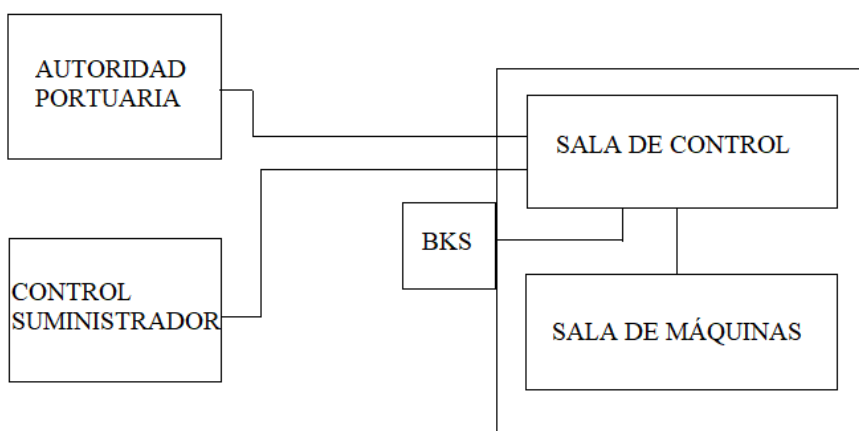 AUTORIDAD
PORTUARIA
SALA DE CONTROL
BKS
CONTROL
SUMINISTRADOR
SALA DE MÁQUINAS